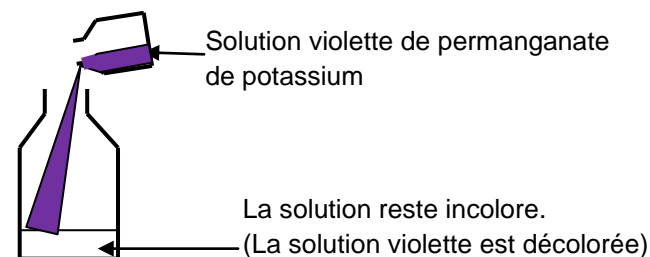 Solution violette de permanganate
de potassium
La solution reste incolore.
(La solution violette est décolorée)